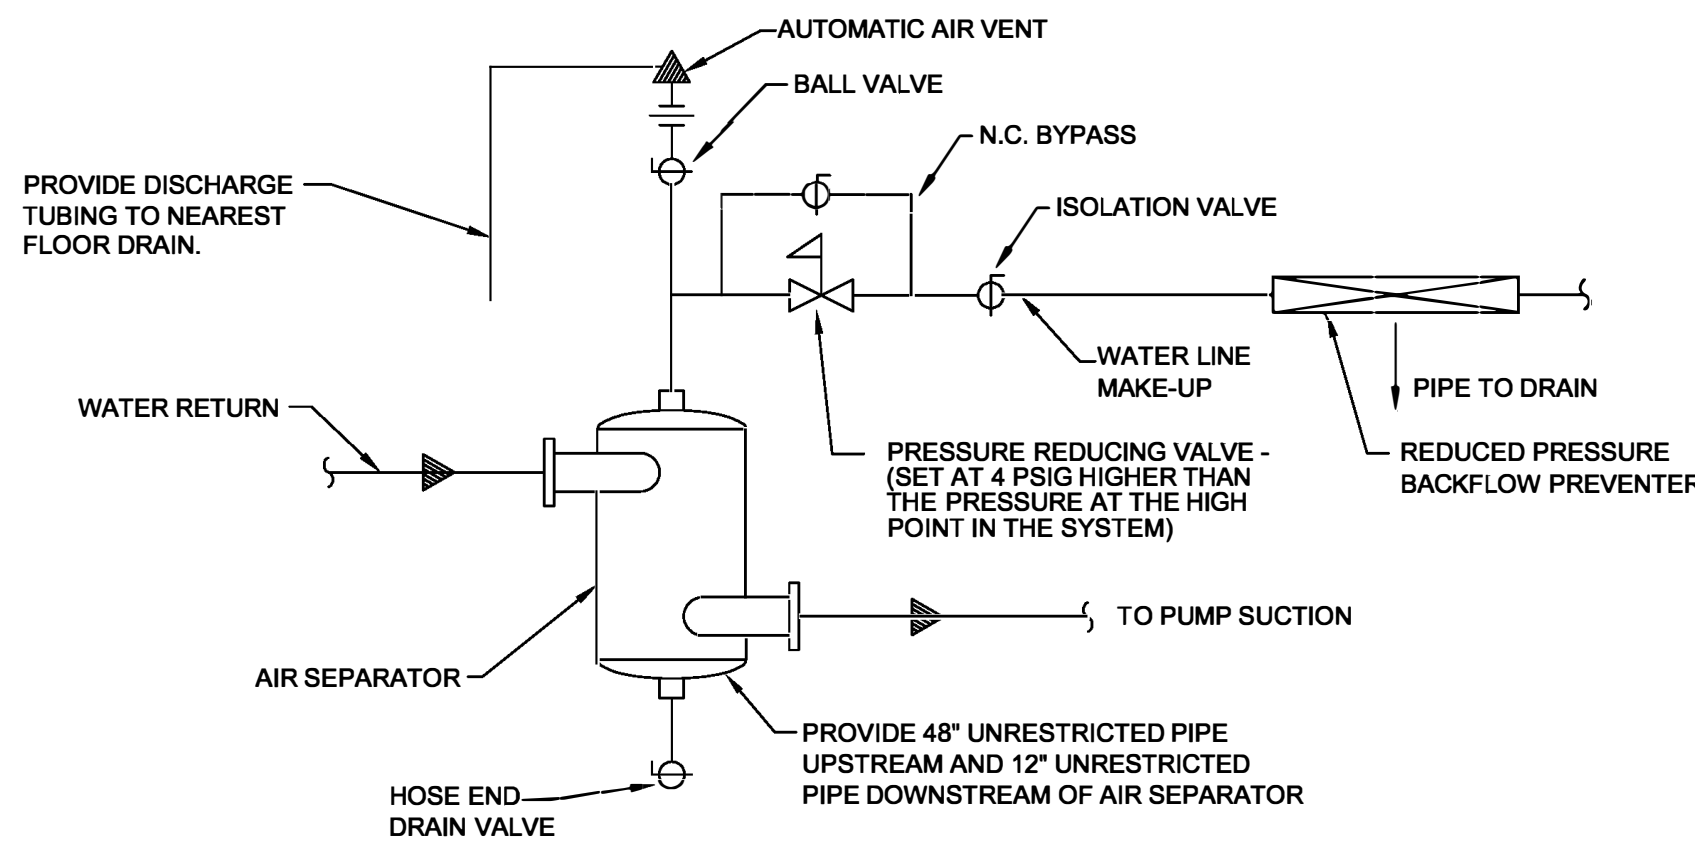 AUTOMATIC AIR VENT
BALL VALVE
N.C. BYPASS
PROVIDE DISCHARGE
TUBING TO NEAREST
FLOOR DRAIN.
ISOLATION VALVE
WATER LINE
MAKE-UP
PIPE TO DRAIN
WATER RETURN
PRESSURE REDUCING VALVE -
(SET AT 4 PSIG HIGHER THAN
THE PRESSURE AT THE HIGH
POINT IN THE SYSTEM)
REDUCED PRESSURE
BACKFLOW PREVENTER
TO PUMP SUCTION
AIR SEPARATOR
PROVIDE 48" UNRESTRICTED PIPE
UPSTREAM AND 12" UNRESTRICTED
PIPE DOWNSTREAM OF AIR SEPARATOR
HOSE END
DRAIN VALVE